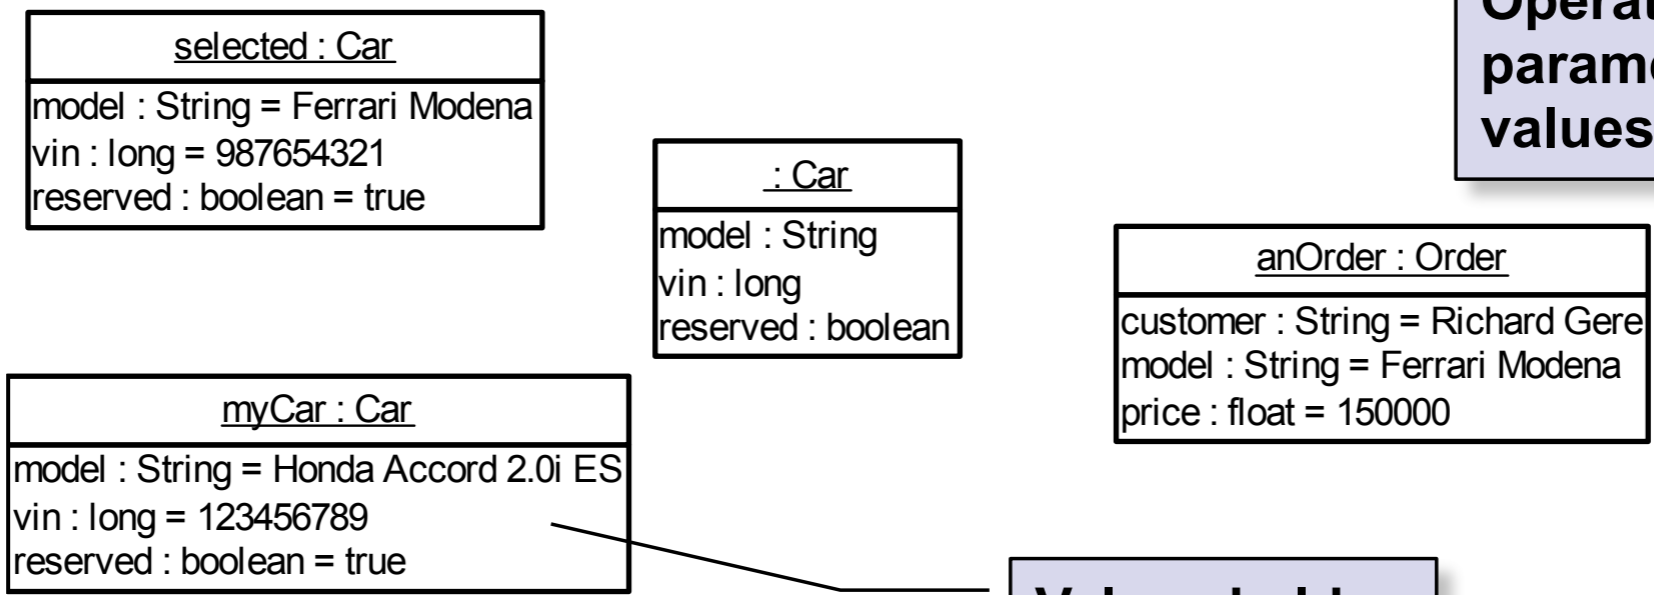 selected : Car
model : String = Ferrari Modena
vin : long = 987654321
reserved : boolean = true
: Car
model : String
vin : long
reserved : boolean
values
anOrder : Order
customer : String = Richard Gere
model : String = Ferrari Modena
price : float = 150000
myCar : Car
model : String = Honda Accord 2.0i ES
vin : long = 123456789
reserved : boolean = true